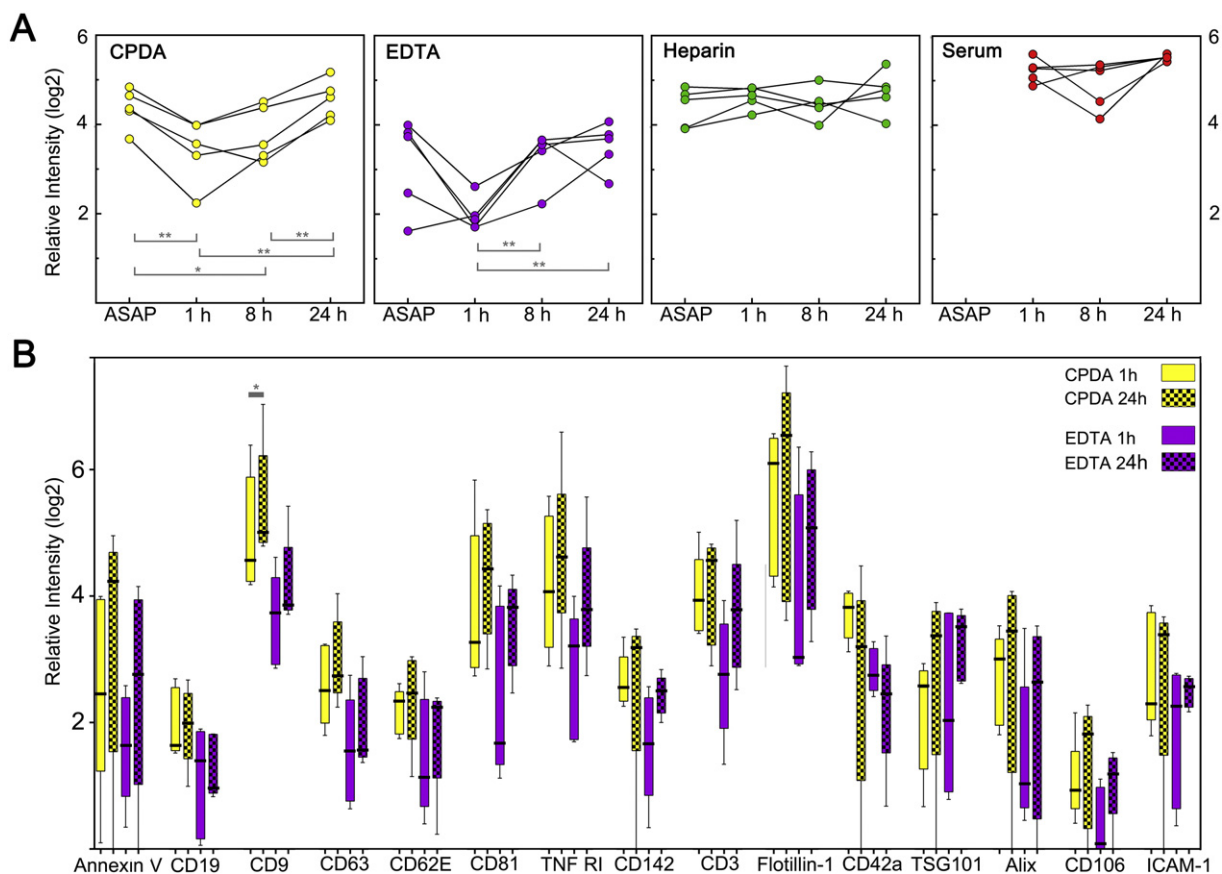 A
6
4
2
Relative Intensity (log2)
CPDA
EDTA
Heparin
Serum
6
4
2
**
**
**
*
**
**
ASAP 1 h 8 h 24 h
ASAP 1 h 8 h 24 h
ASAP 1 h 8 h 24 h
ASAP 1 h 8 h 24 h
B
6
4
2
Relative Intensity (log2)
*
CPDA 1h
CPDA 24h
EDTA 1h
EDTA 24h
Annexin V CD19 CD9 CD63 CD62E CD81 TNF RI CD142 CD3 Flotillin-1 CD42a TSG101 Alix CD106 ICAM-1